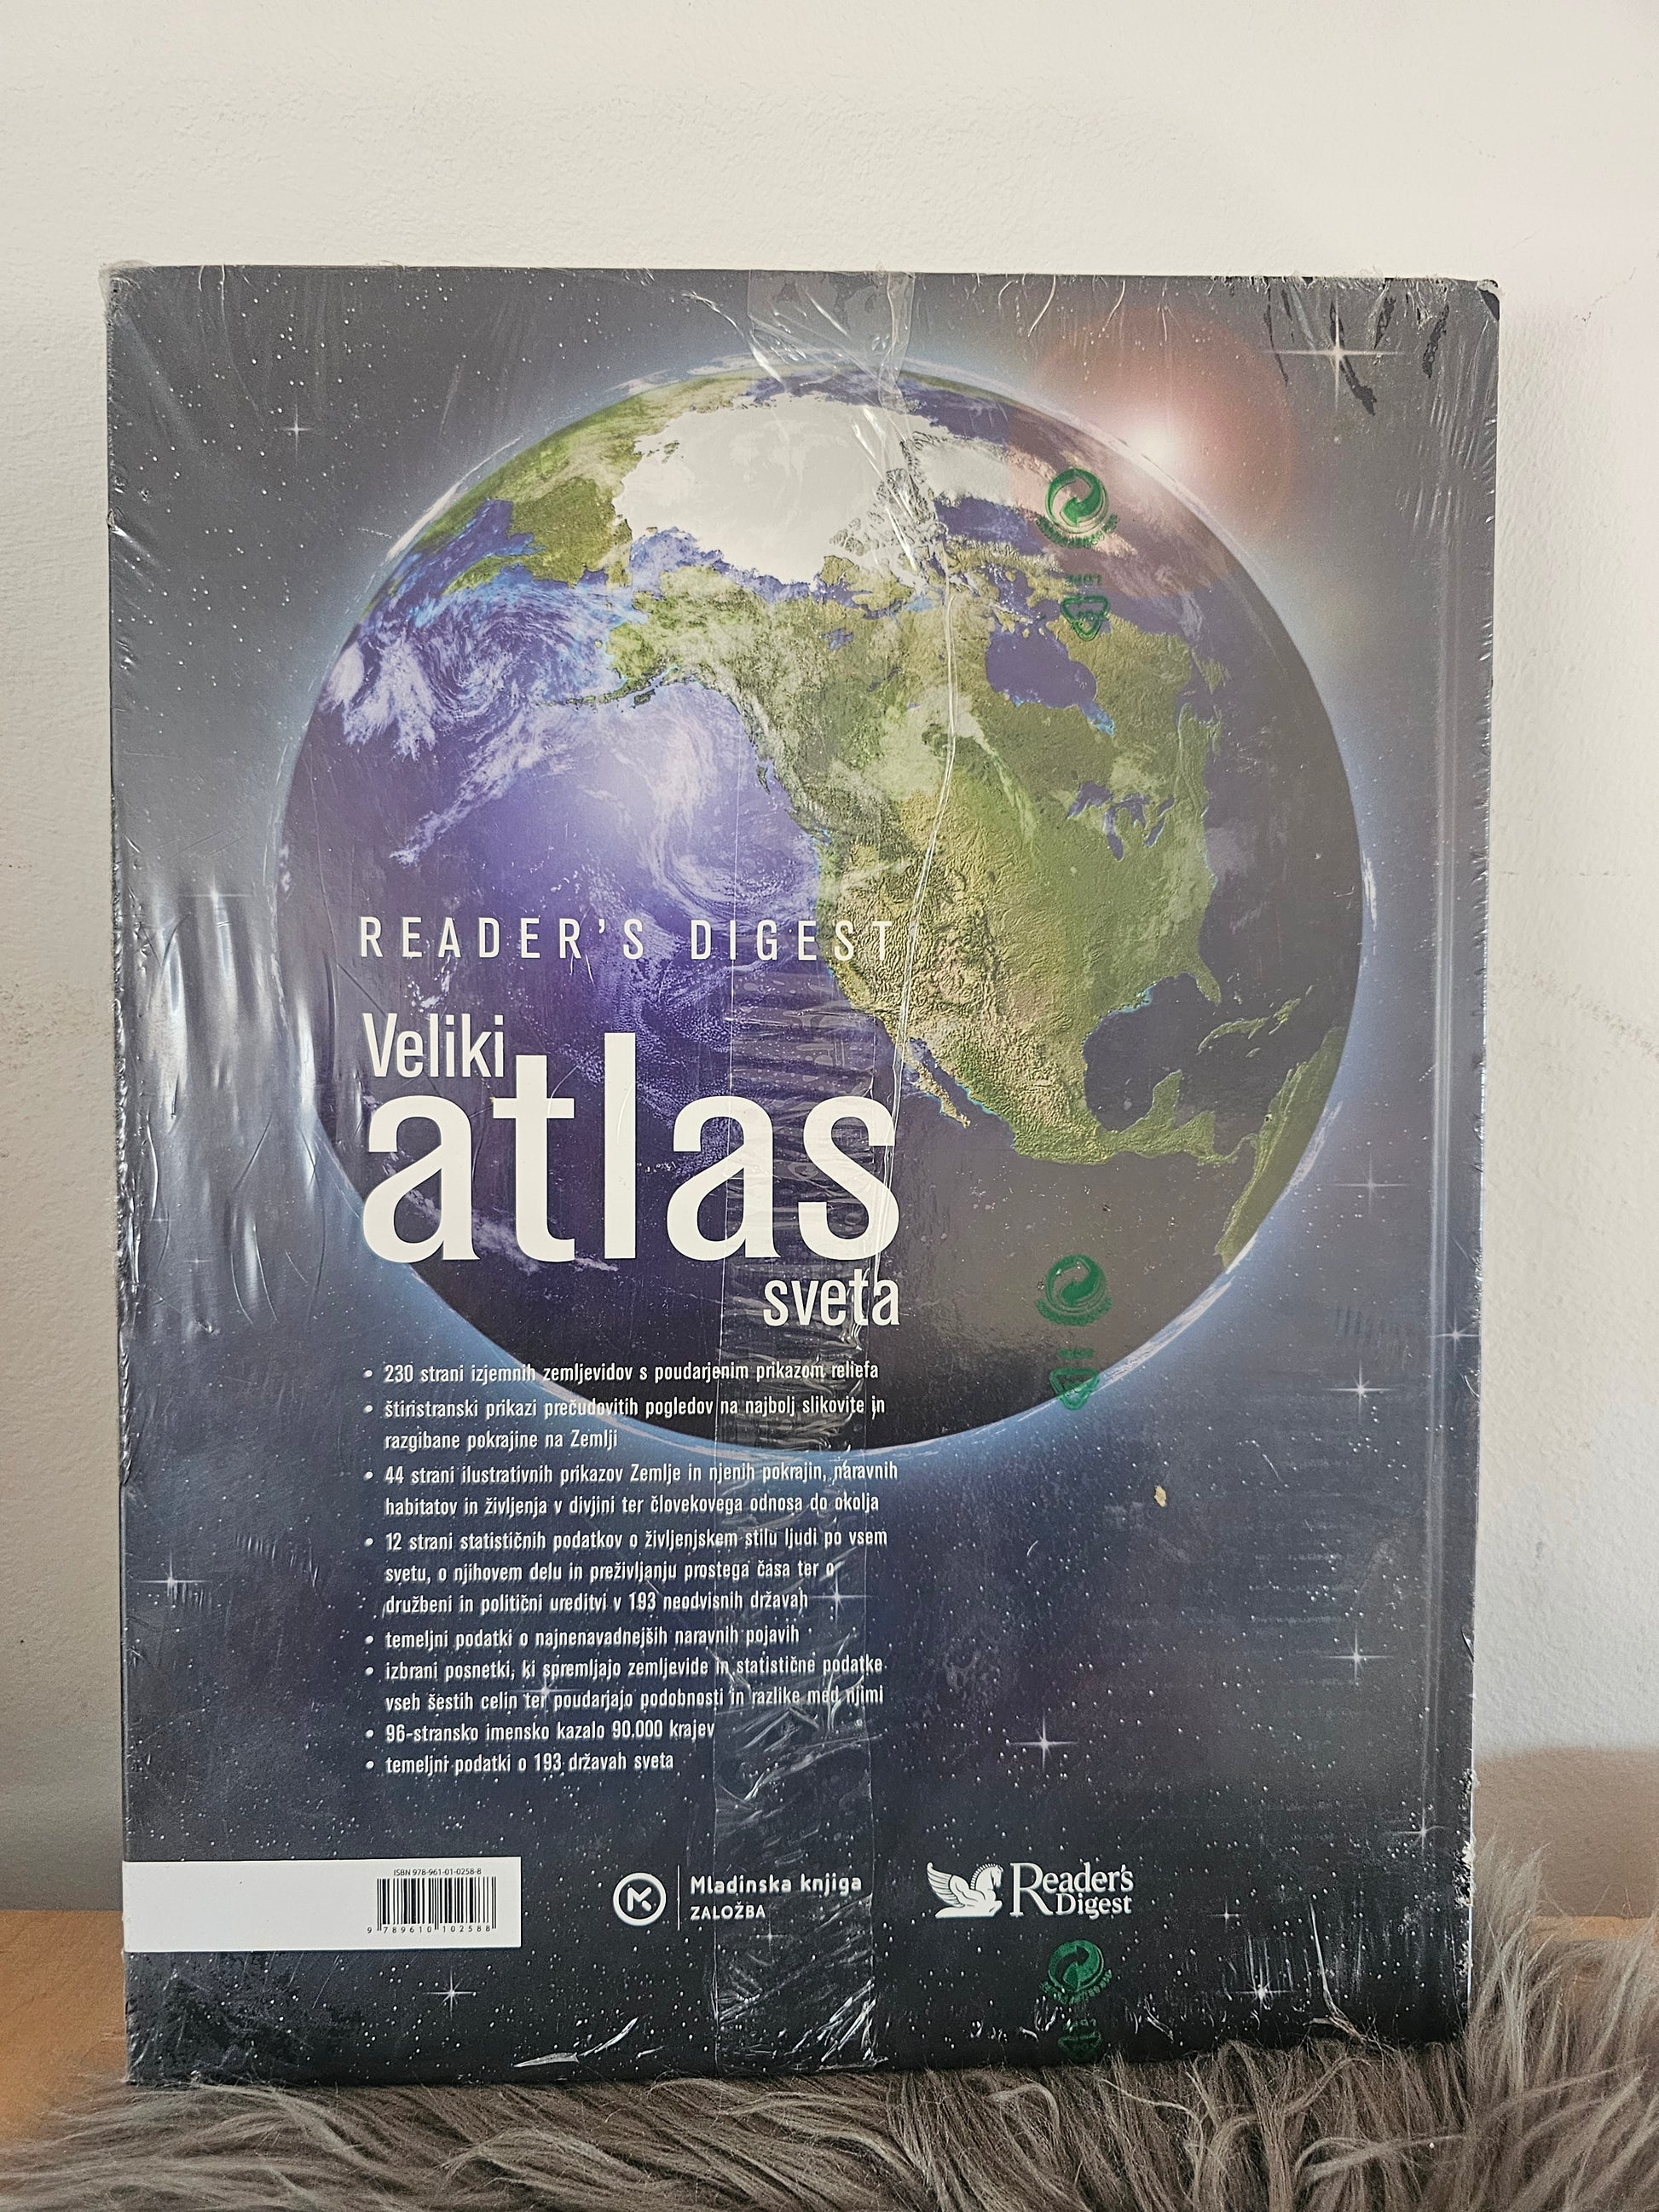 READER'S DIGEST
Veliki
atlas
sveta
• 230 strani izjemnih zemljevidov s poudarjenim prikazom reliefa
• štiristranski prikazi prečudovitih pogledov na najbolj slikovite in
razgibane pokrajine na Zemlji
• 44 strani ilustrativnih prikazov Zemlje in njenih pokrajin, naravnih
habitatov in življenja v divjini ter človekovega odnosa do okolja
• 12 strani statističnih podatkov o življenjskem stilu ljudi po vsem
svetu, o njihovem delu in preživljanju prostega časa ter o
družbeni in politični ureditvi v 193 neodvisnih državah
• temeljni podatki o najnenavadnejših naravnih pojavih
• izbrani posnetki, ki spremljajo zemljevide in statistične podatke
vseh šestih celin ter poudarjajo podobnosti in razlike med njimi
• 96-stransko imensko kazalo 90.000 krajev
• temeljni podatki o 193 državah sveta
ISBN 978-961-01-0258-8
9 789610 102588
Mladinska knjiga
ZALOŽBA
Reader's
Digest